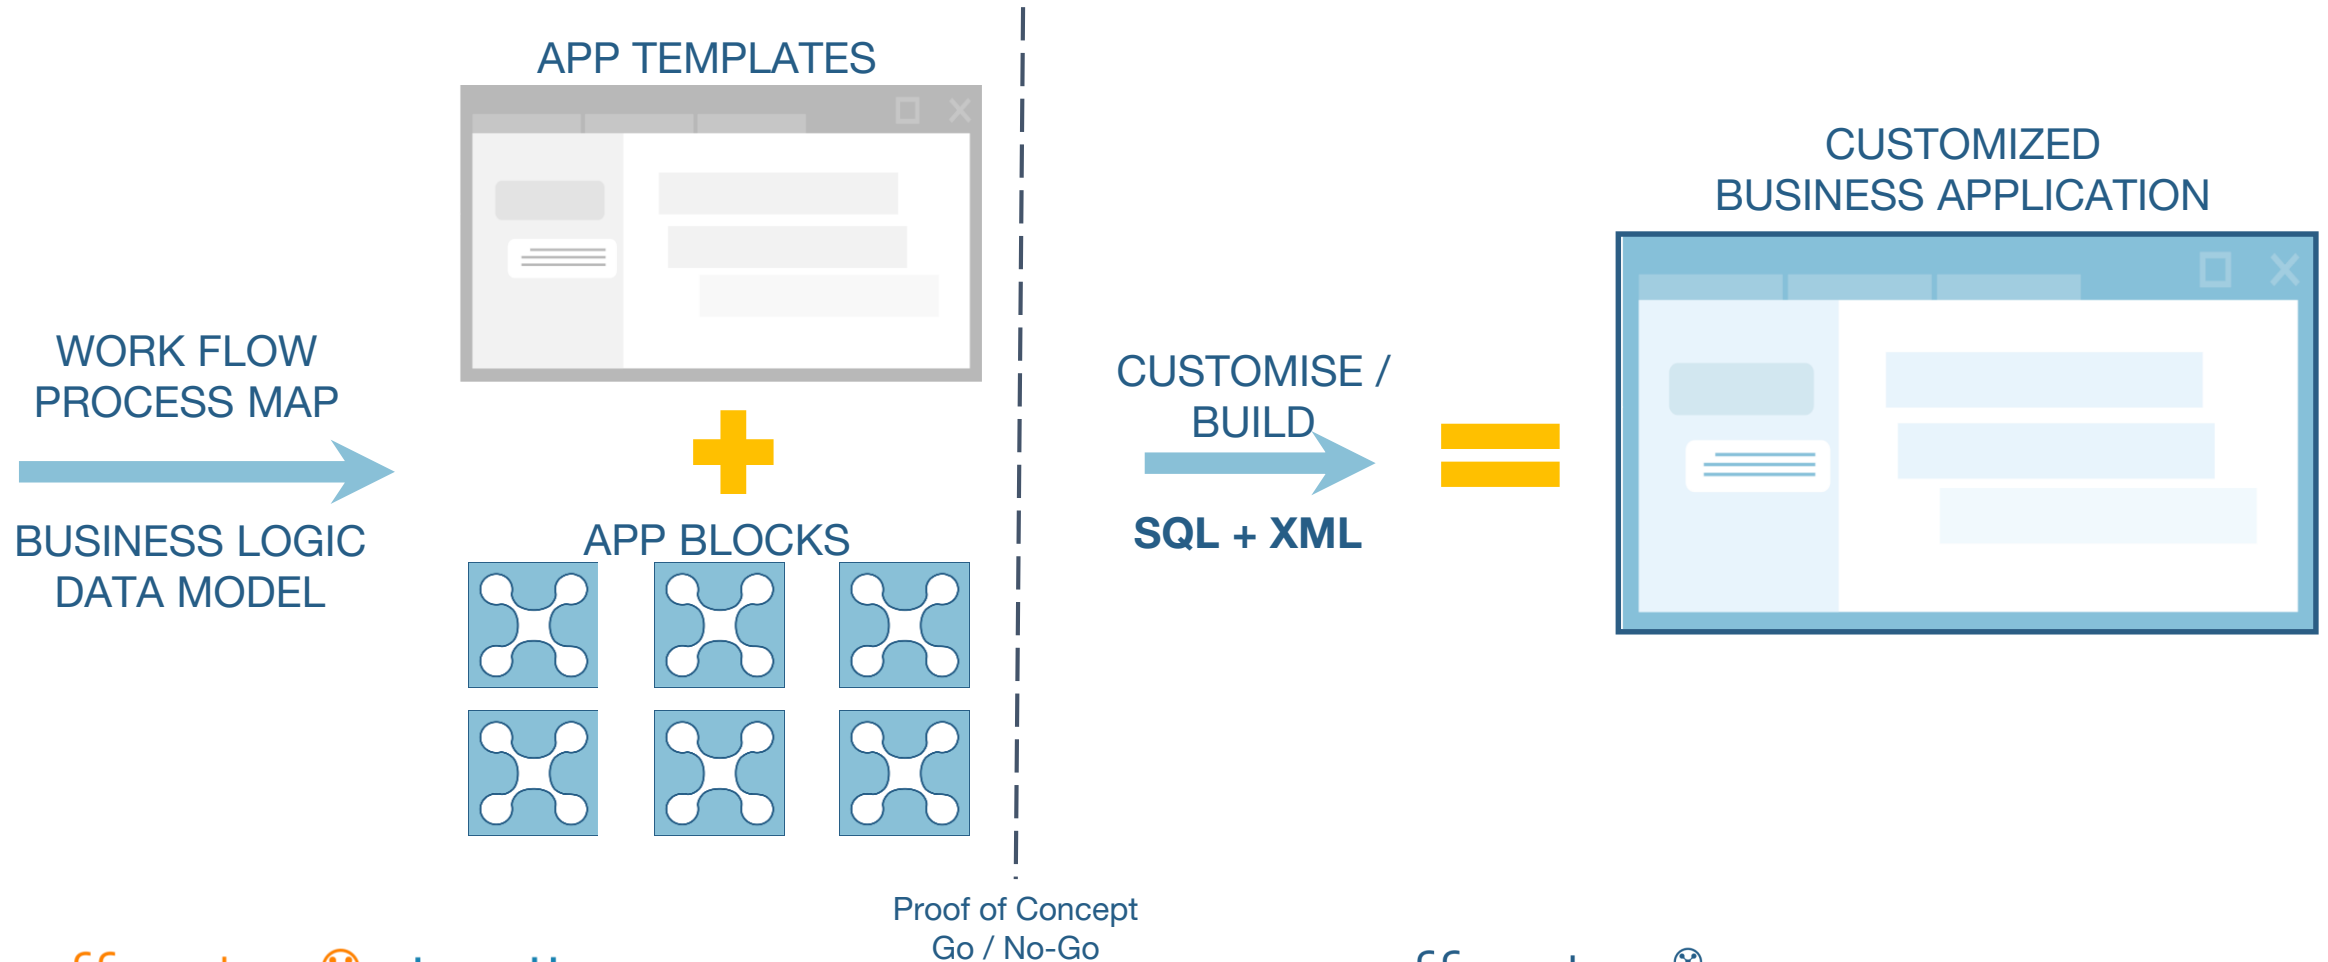 APP TEMPLATES
WORK FLOW
PROCESS MAP
BUSINESS LOGIC
DATA MODEL
APP BLOCKS
Proof of Concept
Go / No-Go
CUSTOMISE /
BUILD
SQL + XML
CUSTOMIZED
BUSINESS APPLICATION